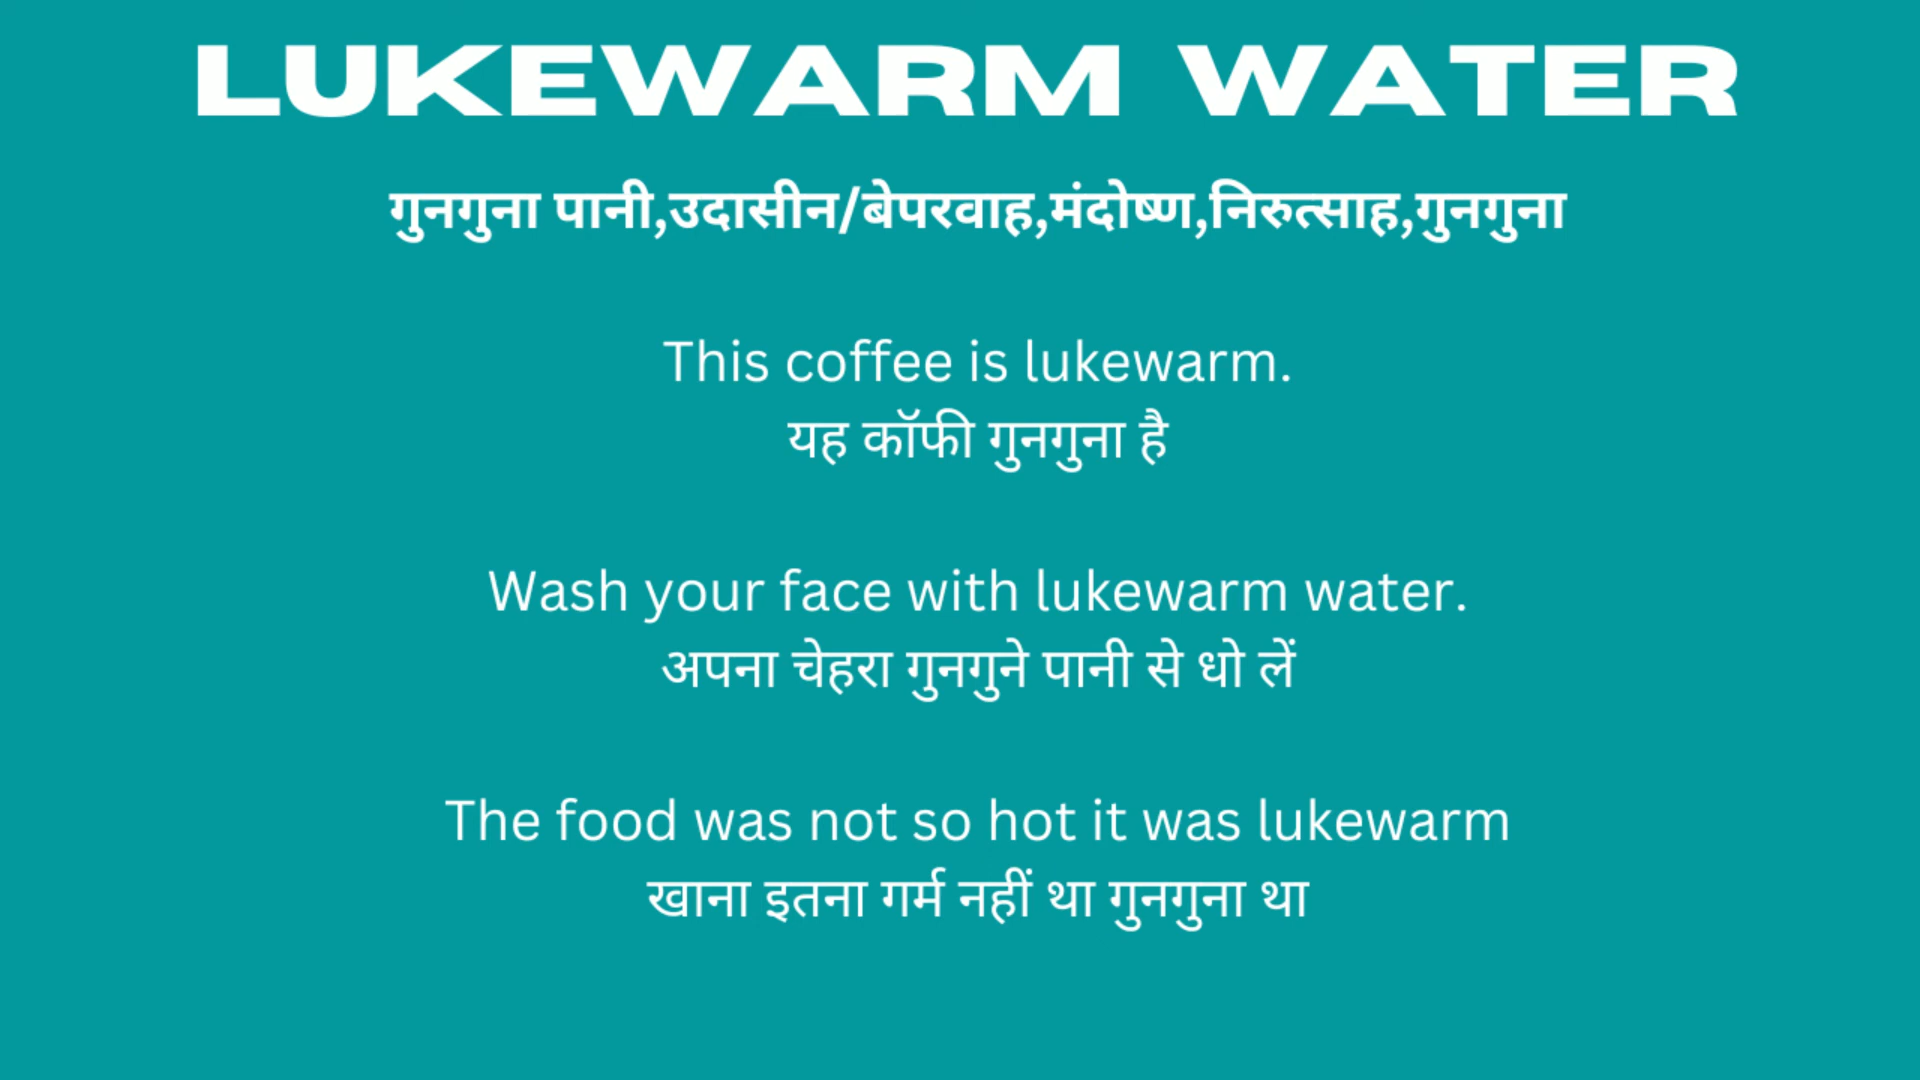 LUKEWARM WATER
गुनगुना पानी,उदासीन/बेपरवाह,मंदोष्ण,निरुत्साह,गुनगुना
This coffee is lukewarm.
यह कॉफी गुनगुना है
Wash your face with lukewarm water.
अपना चेहरा गुनगुने पानी से धो लें
The food was not so hot it was lukewarm
खाना इतना गर्म नहीं था गुनगुना था